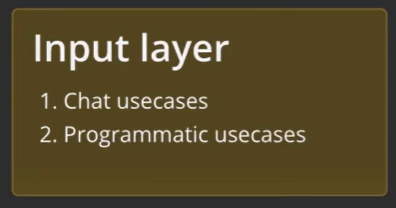 Input layer
1. Chat usecases
2. Programmatic usecases